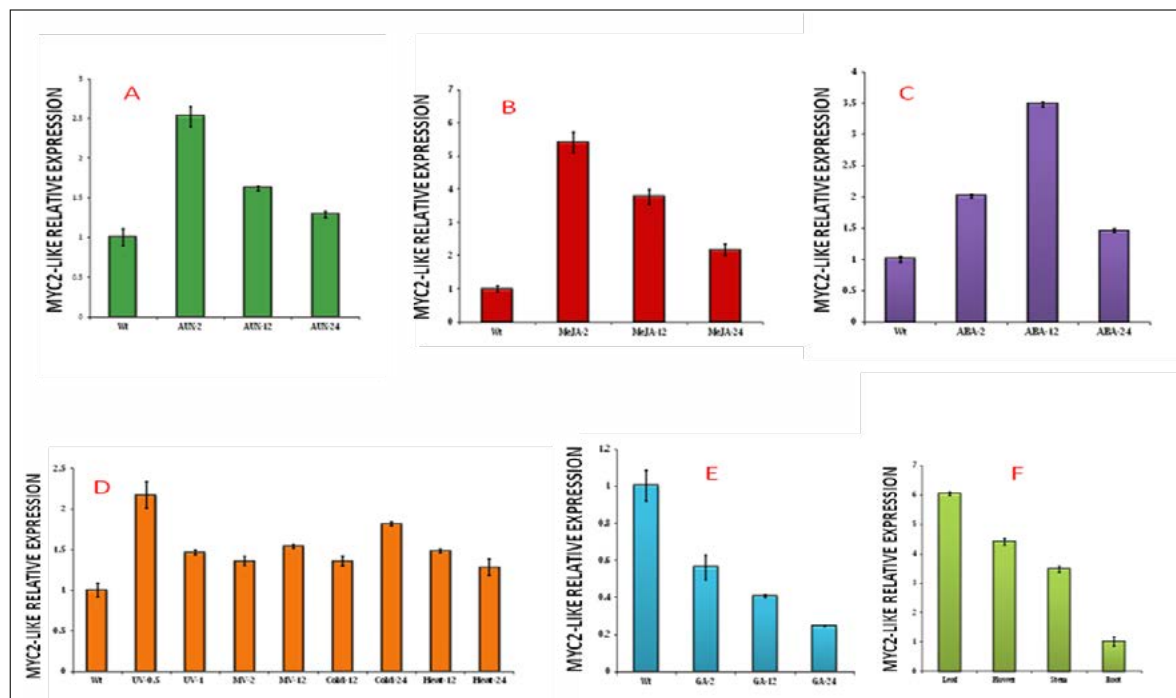 A
MYC2-LIKE RELATIVE EXPRESSION
3
2.5
2
1.5
1
0.5
0
Wt AUX-2 AUX-12 AUX-24
B
MYC2-LIKE RELATIVE EXPRESSION
7
6
5
4
3
2
1
0
Wt MeJA-2 MeJA-12 MeJA-24
C
MYC2-LIKE RELATIVE EXPRESSION
4
3.5
3
2.5
2
1.5
1
0.5
0
Wt ABA-2 ABA-12 ABA-24
D
MYC2-LIKE RELATIVE EXPRESSION
2.5
2
1.5
1
0.5
0
Wt UV-0.5 UV-1 MV-2 MV-12 Cold-12 Cold-24 Heat-12 Heat-24
E
MYC2-LIKE RELATIVE EXPRESSION
1.2
1
0.8
0.6
0.4
0.2
0
Wt GA-2 GA-12 GA-24
F
MYC2-LIKE RELATIVE EXPRESSION
7
6
5
4
3
2
1
0
Leaf Flower Stem Root